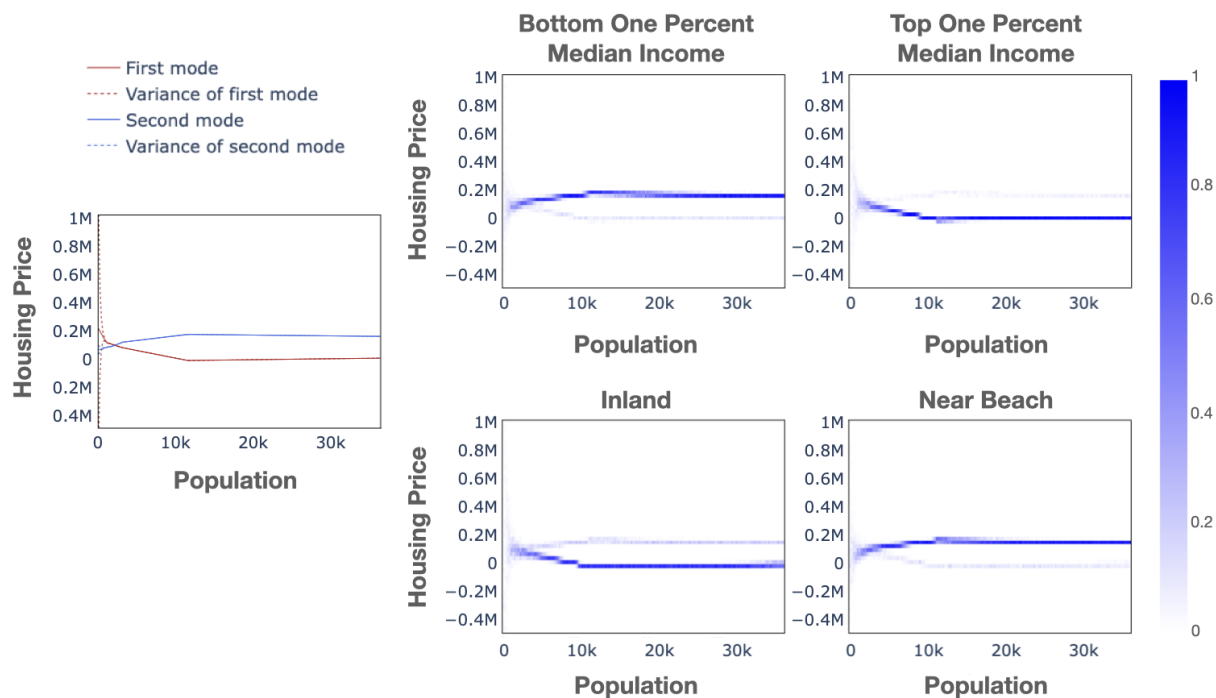 First mode
Variance of first mode
Second mode
Variance of second mode
Housing Price
1M
0.8M
0.6M
0.4M
0.2M
0
0.2M
0.4M
0 10k 20k 30k
Population
Bottom One Percent
Median Income
Housing Price
1M
0.8M
0.6M
0.4M
0.2M
0
−0.2M
−0.4M
0 10k 20k 30k
Population
Top One Percent
Median Income
1M
0.8M
0.6M
0.4M
0.2M
0
−0.2M
−0.4M
0 10k 20k 30k
Population
Inland
Housing Price
1M
0.8M
0.6M
0.4M
0.2M
0
−0.2M
−0.4M
0 10k 20k 30k
Population
Near Beach
1M
0.8M
0.6M
0.4M
0.2M
0
−0.2M
−0.4M
0 10k 20k 30k
Population
1
0.8
0.6
0.4
0.2
0